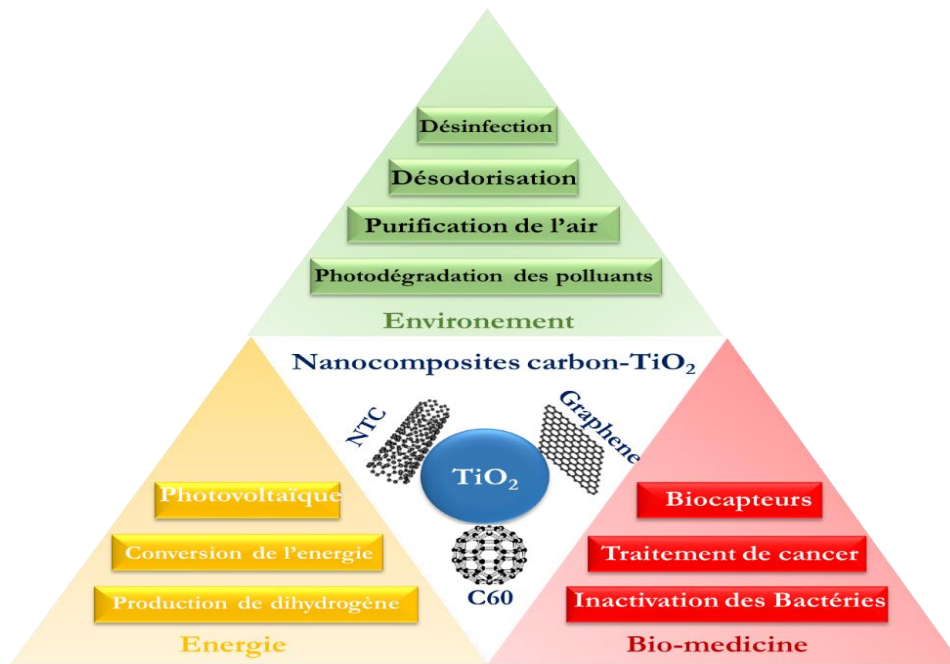 Désinfection
Désodorisation
Purification de l'air
Photodégradation des polluants
Environement
Nanocomposites carbon-TiO₂
NTC
Graphene
TiO₂
C60
Photovoltaïque
Conversion de l'energie
Production de dihydrogène
Energie
Biocapteurs
Traitement de cancer
Inactivation des Bactéries
Bio-medicine